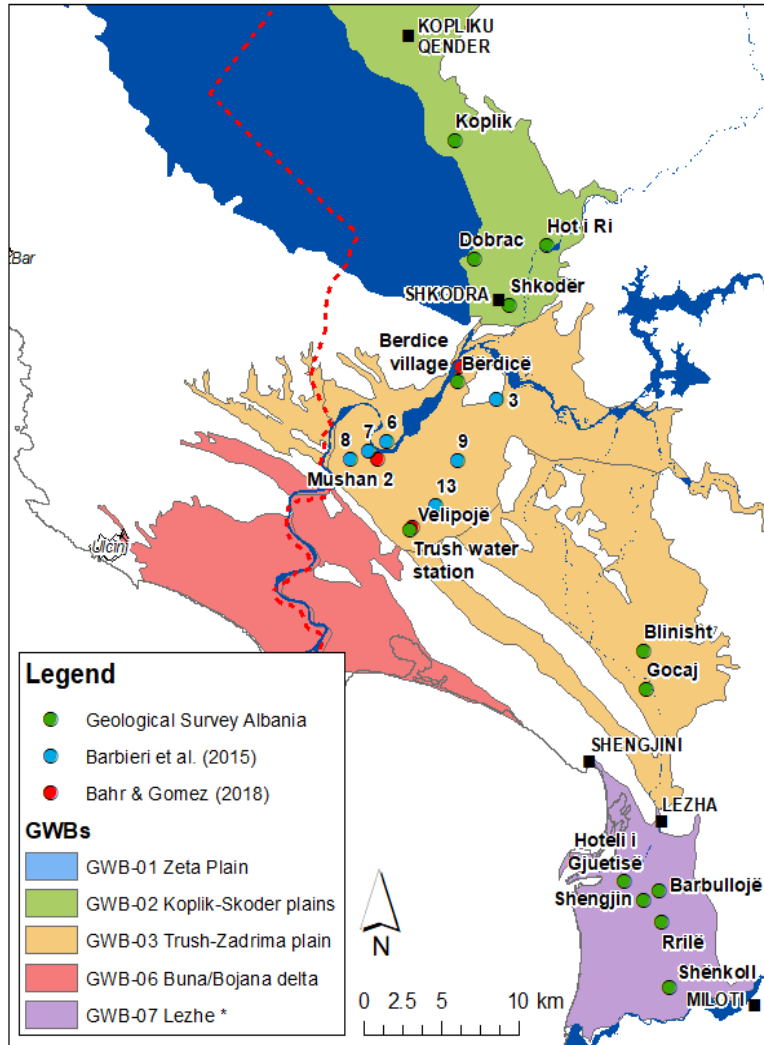 KOPLIKU
QENDER
Koplik
Hot i Ri
Dobrac
Bar
SHKODRA
Shkodër
Berdice
village
Bërdicë
3
6
7
8
9
Mushan 2
13
Velipojë
Trush water
station
Ulcin
Blinisht
Gocaj
SHENGJINI
LEZHA
Hoteli i
Gjuetisë
Barbullojë
Shengjin
Rrilë
Shënkoll
MILOTI
Legend
Geological Survey Albania
Barbieri et al. (2015)
Bahr & Gomez (2018)
GWBs
GWB-01 Zeta Plain
GWB-02 Koplik-Skoder plains
GWB-03 Trush-Zadrima plain
GWB-06 Buna/Bojana delta
GWB-07 Lezhe *
N
0 2.5 5 10 km